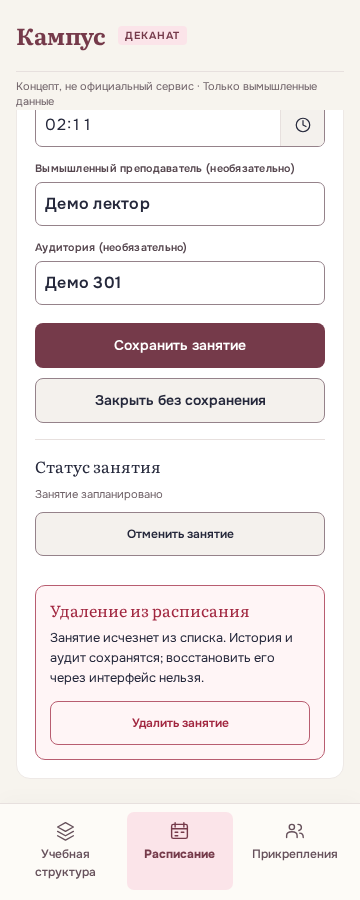 Кампус
ДЕКАНАТ
Концепт, не официальный сервис · Только вымышленные
данные
02:11
Вымышленный преподаватель (необязательно)
Демо лектор
Аудитория (необязательно)
Демо 301
Сохранить занятие
Закрыть без сохранения
Статус занятия
Занятие запланировано
Отменить занятие
Удаление из расписания
Занятие исчезнет из списка. История и
аудит сохранятся; восстановить его
через интерфейс нельзя.
Удалить занятие
Учебная
структура
Расписание
Прикрепления